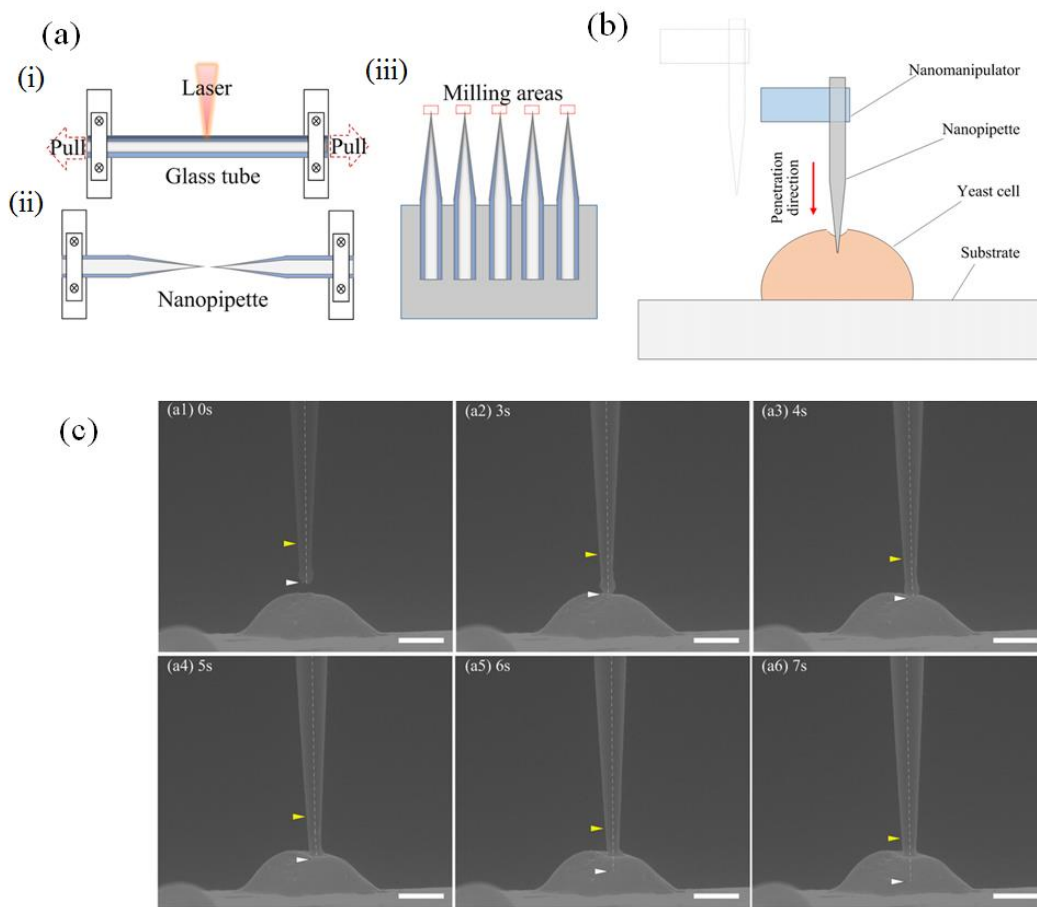 (a)
(i)
Laser
Pull
Pull
Glass tube
(ii)
Nanopipette
(iii)
Milling areas
(b)
Nanomanipulator
Nanopipette
Penetration
direction
Yeast cell
Substrate
(c)
(a1) 0s
(a2) 3s
(a3) 4s
(a4) 5s
(a5) 6s
(a6) 7s